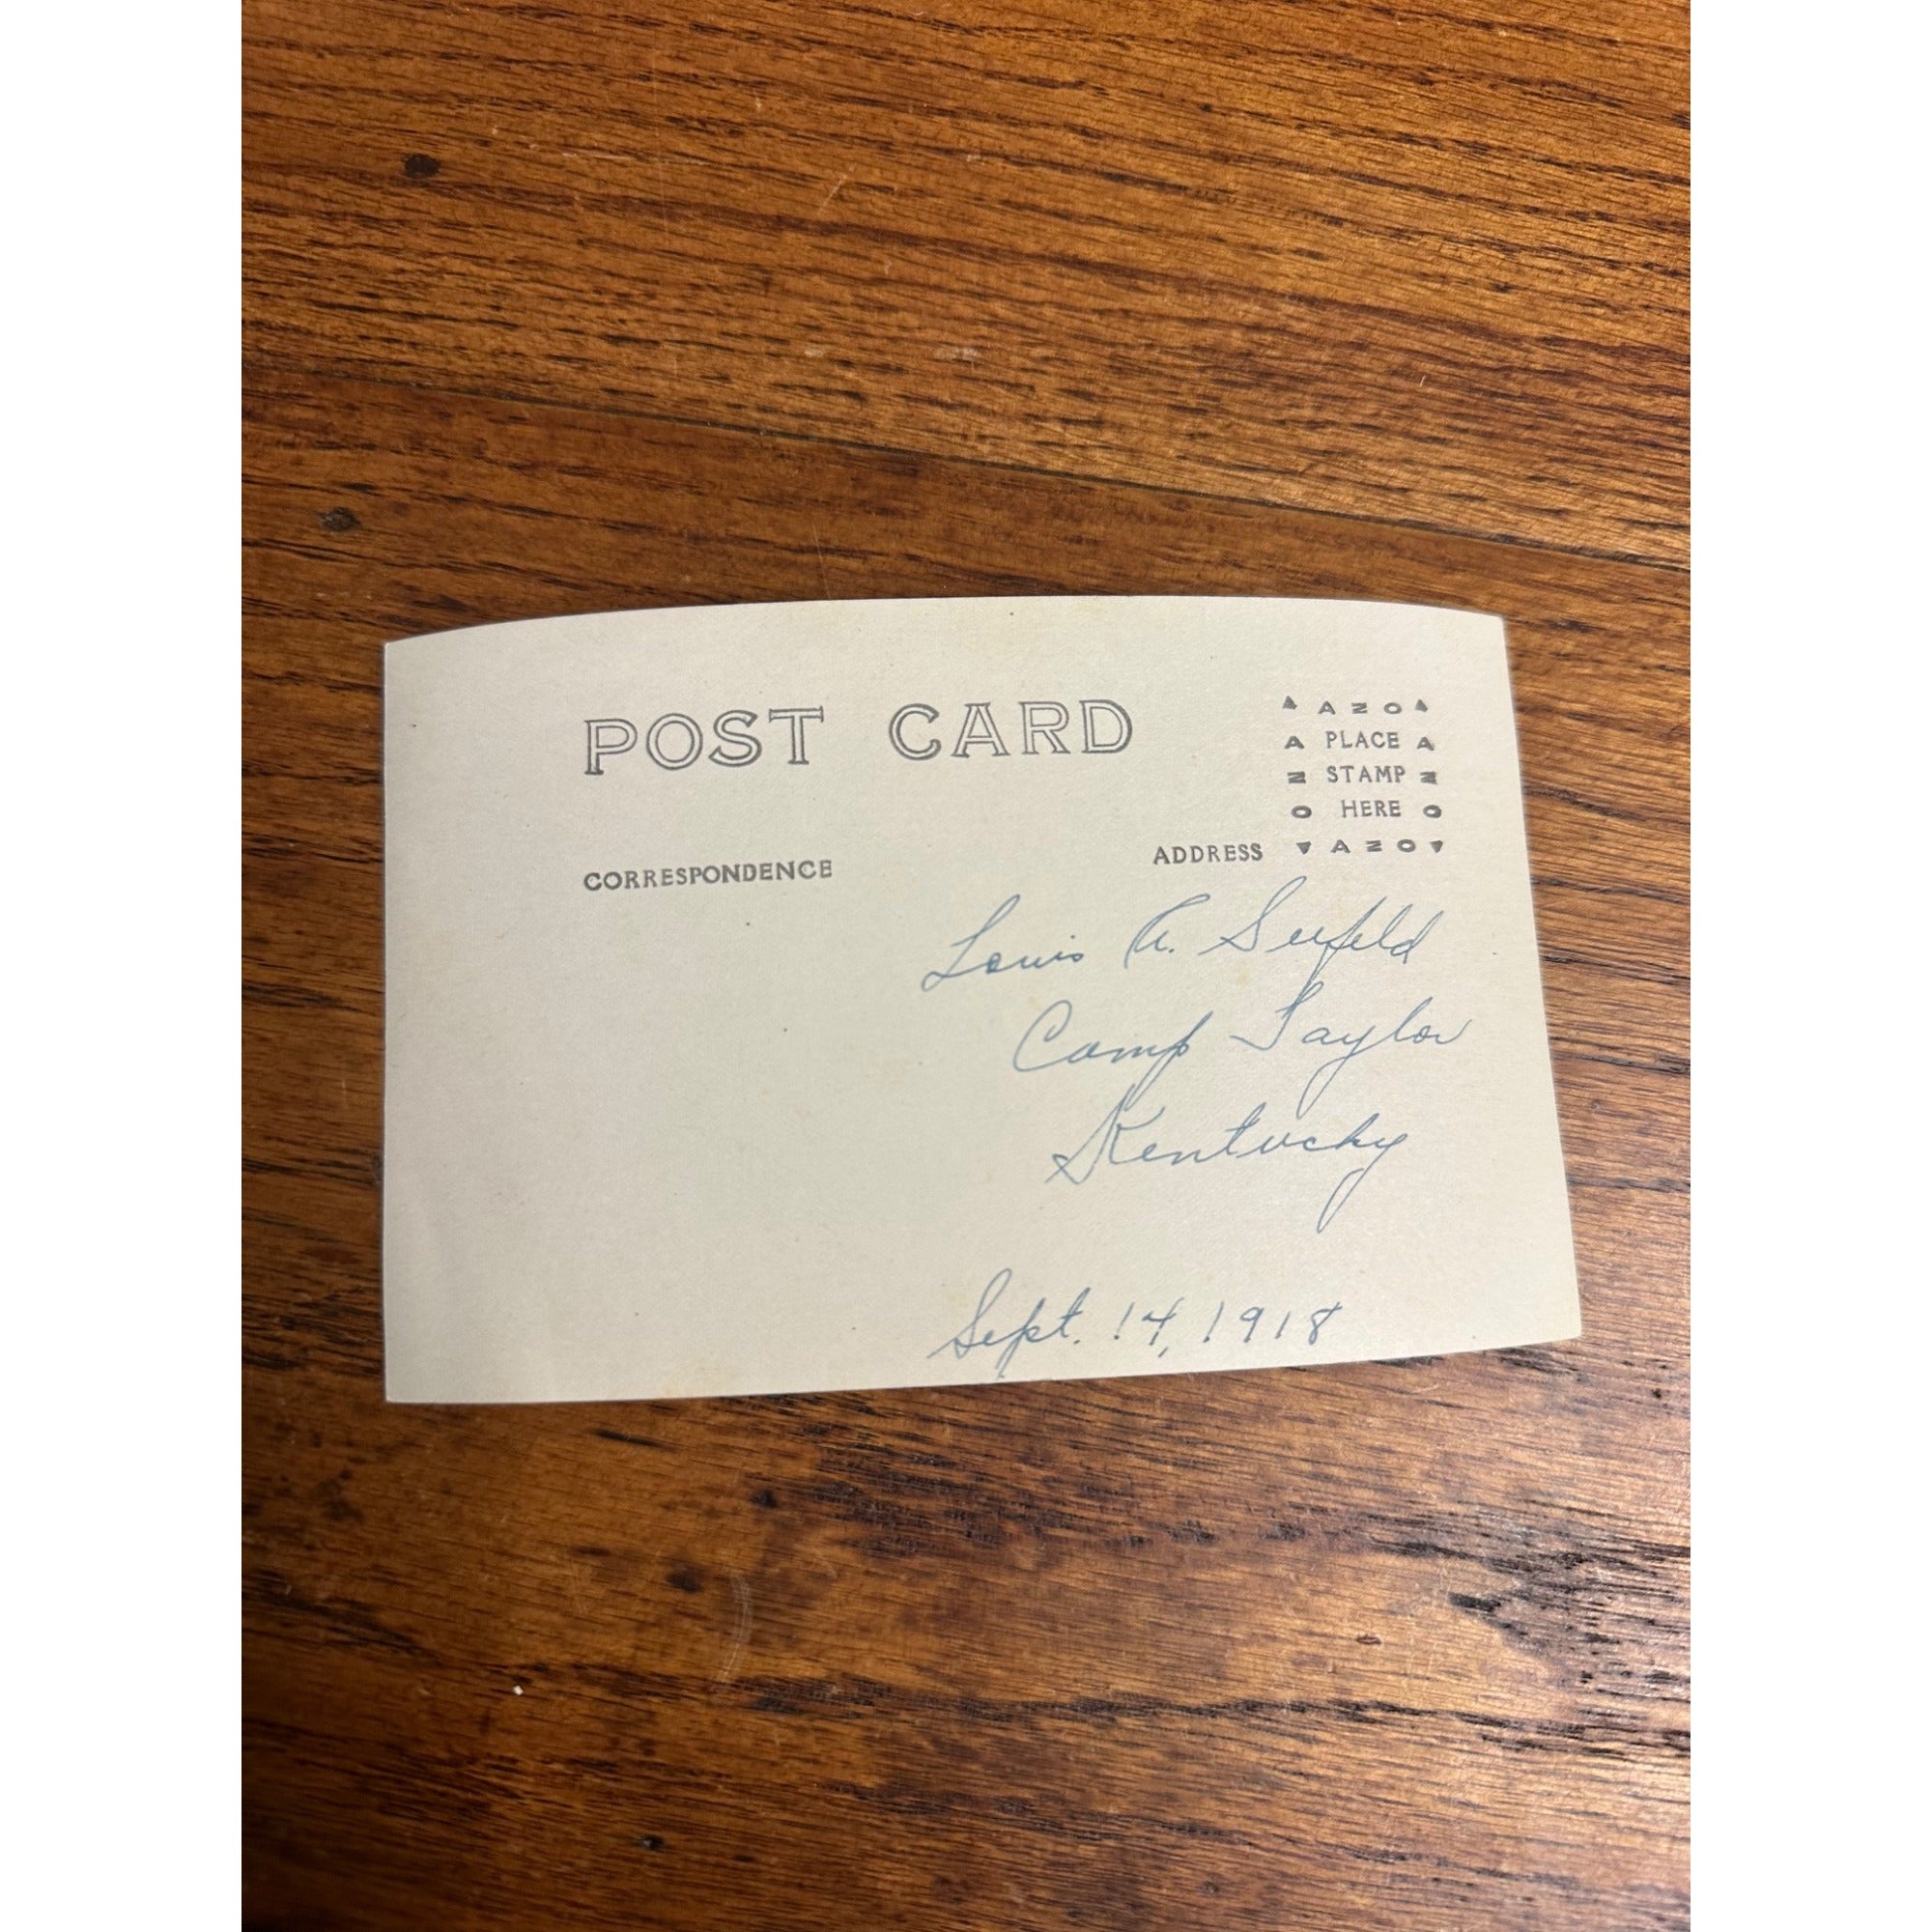 POST CARD
AZO
A PLACE A
N STAMP N
O HERE O
AZO
CORRESPONDENCE
ADDRESS
Louis A. Seifeld
Camp Taylor
Kentucky
Sept. 14, 1918